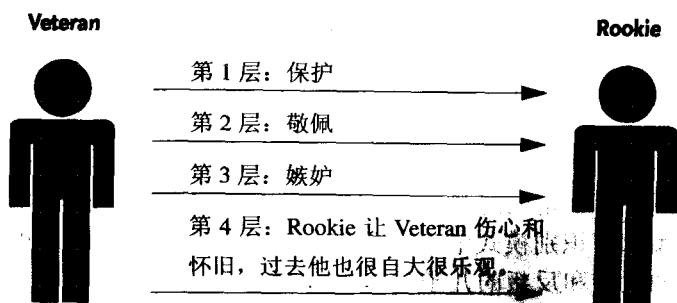 Veteran
Rookie
第 1 层：保护
第 2 层：敬佩
第 3 层：嫉妒
第 4 层：Rookie 让 Veteran 伤心和
怀旧，过去他也很自大很乐观。